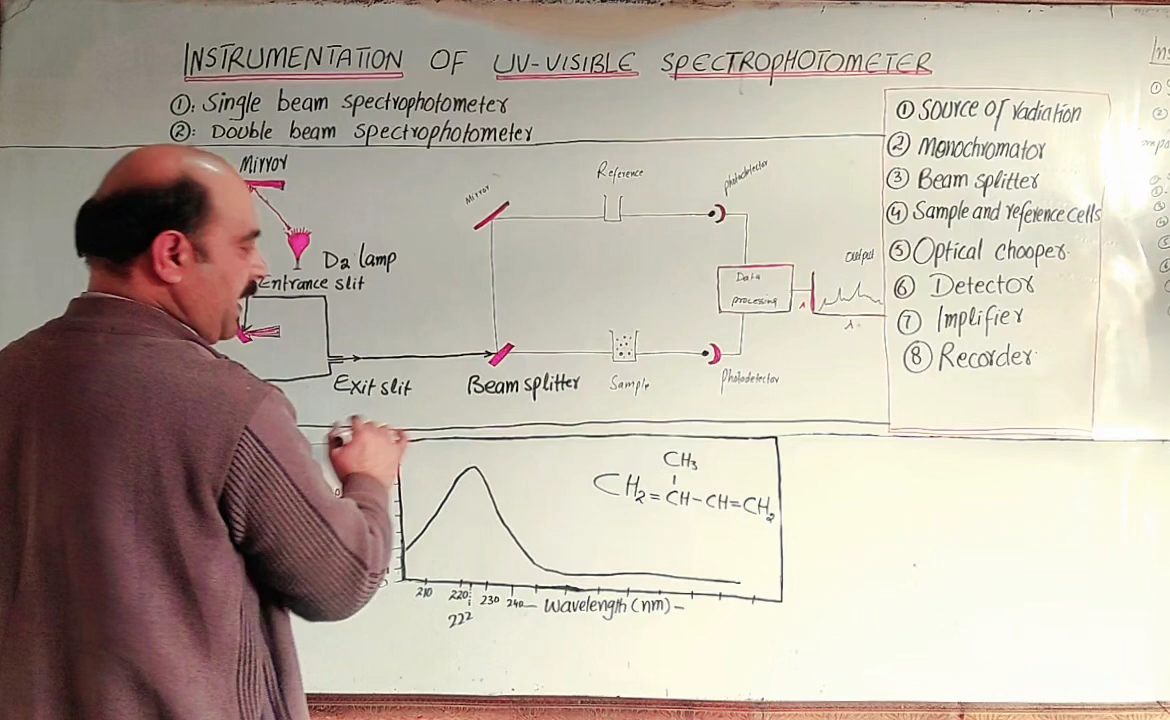 INSTRUMENTATION OF UV-VISIBLE SPECTROPHOTOMETER
①: Single beam spectrophotometer
②: Double beam spectrophotometer
① Source of radiation
② Monochromator
③ Beam splitter
④ Sample and reference cells
⑤ Optical chooper
⑥ Detector
⑦ Implifier
⑧ Recorder
Mirror
D2 lamp
Entrance slit
Exit slit
Mirror
Reference
photodetector
Beam splitter
Sample
Photodetector
Data
processing
output
A
λ
CH3
CH2=CH-CH=CH2
210 220 230 240 Wavelength (nm)
222